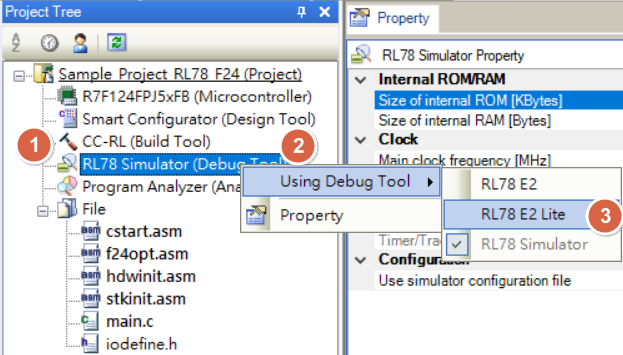 Project Tree
Sample_Project_RL78_F24 (Project)
R7F124FPJ5xFB (Microcontroller)
Smart Configurator (Design Tool)
1
CC-RL (Build Tool)
2
RL78 Simulator (Debug Tool)
Program Analyzer (Ana
File
cstart.asm
f24opt.asm
hdwinit.asm
stkinit.asm
main.c
iodefine.h
Using Debug Tool
Property
RL78 E2
RL78 E2 Lite
3
RL78 Simulator
Property
RL78 Simulator Property
Internal ROM/RAM
Size of internal ROM [KBytes]
Size of internal RAM [Bytes]
Clock
Main clock frequency [MHz]
Timer/Trac
Configuration
Use simulator configuration file